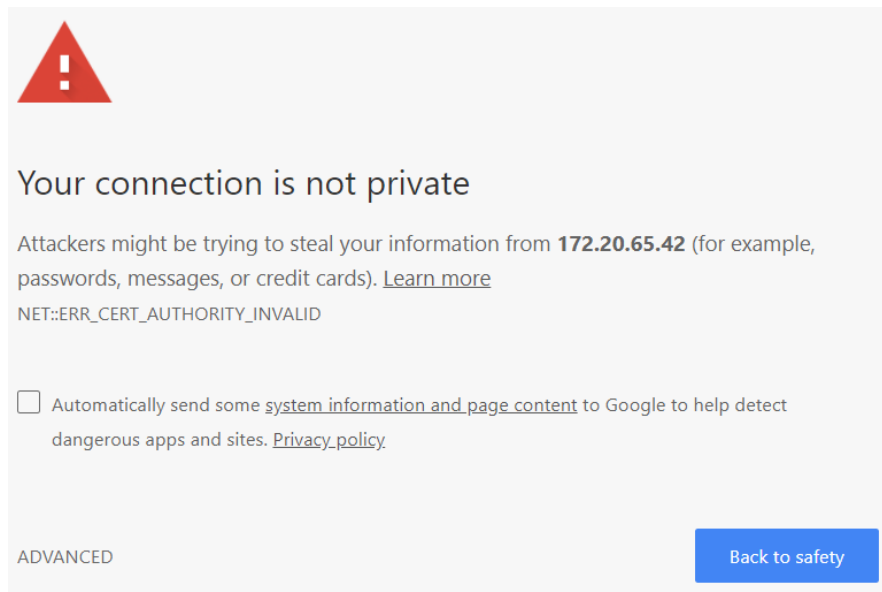 Your connection is not private
Attackers might be trying to steal your information from 172.20.65.42 (for example,
passwords, messages, or credit cards). Learn more
NET::ERR_CERT_AUTHORITY_INVALID
Automatically send some system information and page content to Google to help detect
dangerous apps and sites. Privacy policy
ADVANCED
Back to safety